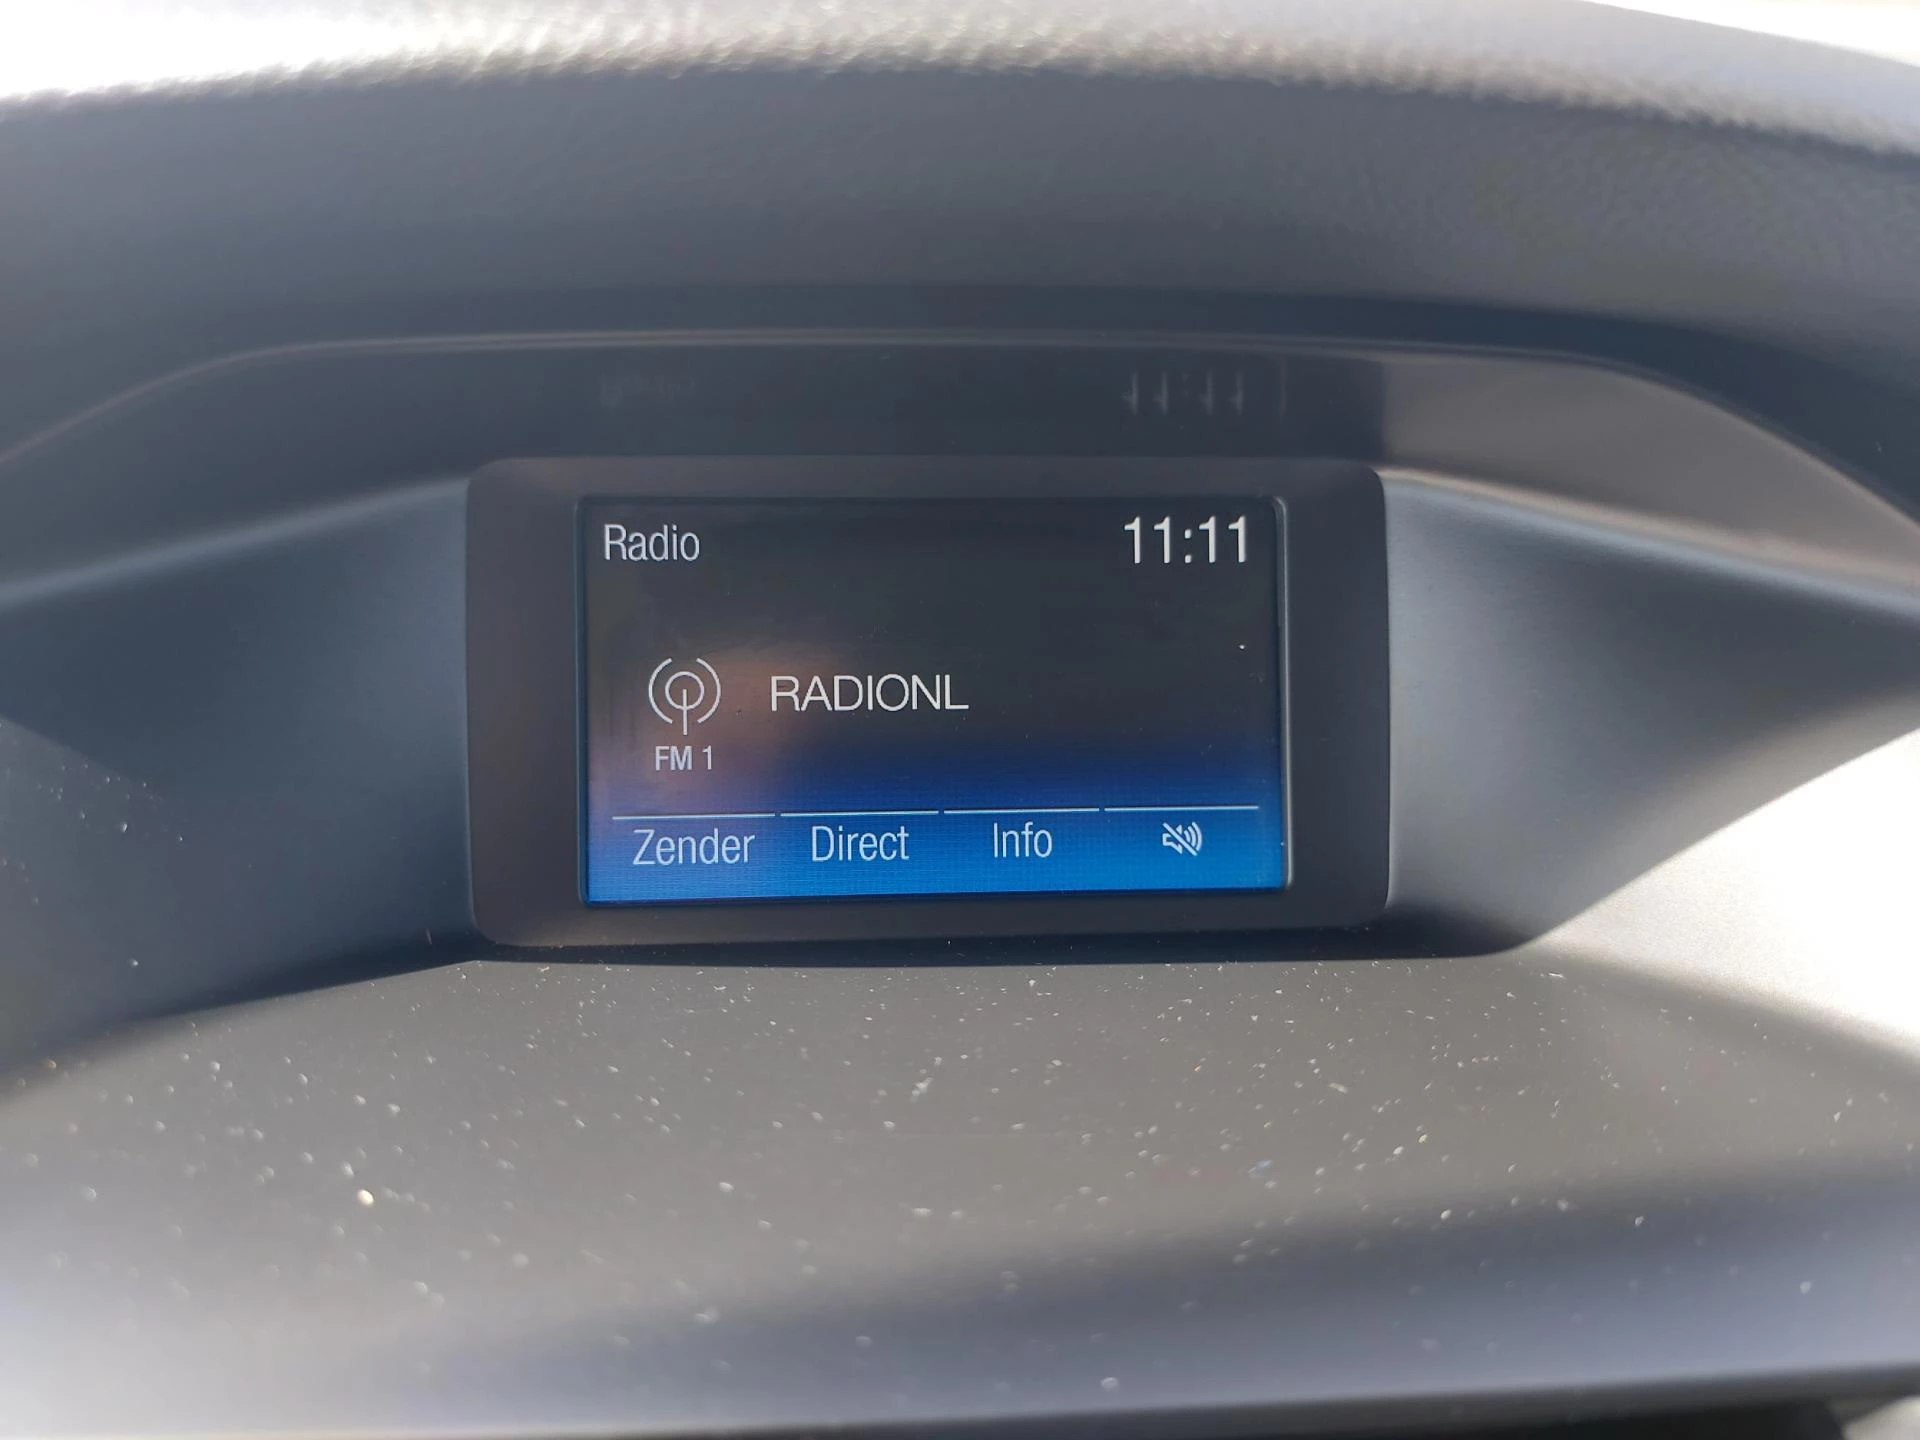 Radio 11:11
RADIONL
FM 1
Zender Direct Info